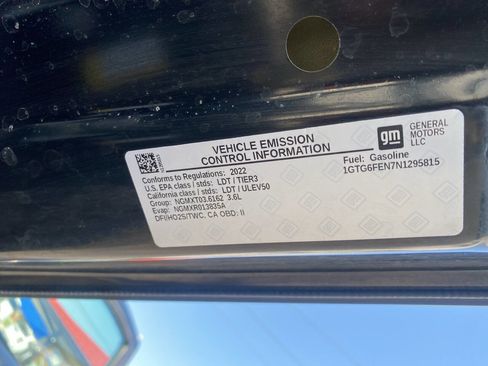 VEHICLE EMISSION
CONTROL INFORMATION
Conforms to Regulations: 2022
U.S. EPA class / stds: LDT / TIER3
California class / stds: LDT / ULEV50
Group: NGMXT03.6162 3.6L
Evap: NGMXR013835A
DFI/HO2S/TWC, CA OBD: II
gm
GENERAL
MOTORS
LLC
Fuel: Gasoline
1GTG6FEN7N1295815